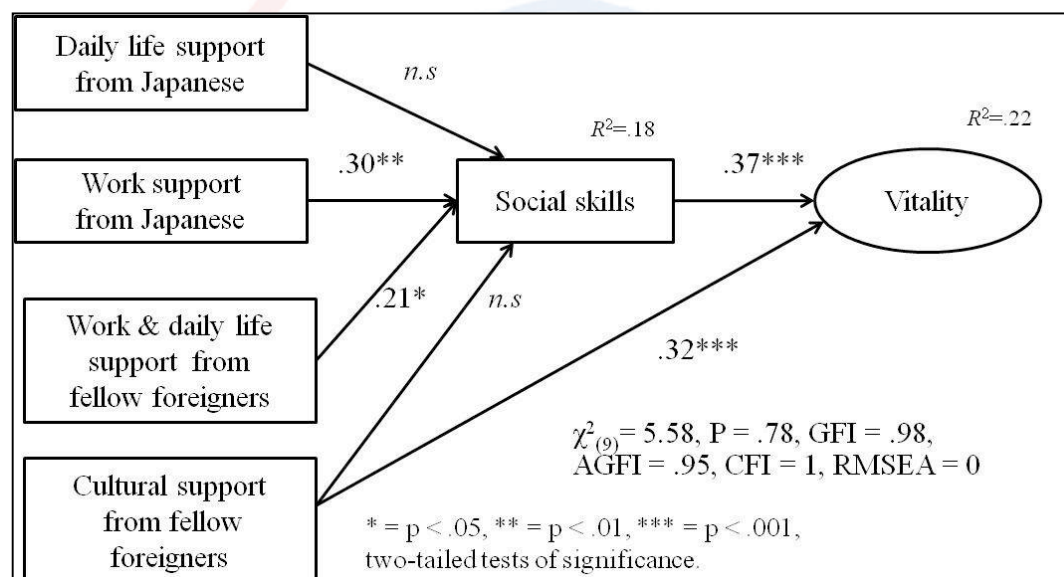 Daily life support
from Japanese
n.s
R²=.18
R²=.22
Work support
from Japanese
.30**
Social skills
.37***
Vitality
Work & daily life
support from
fellow foreigners
.21*
n.s
.32***
Cultural support
from fellow
foreigners
χ²(9)= 5.58, P = .78, GFI = .98,
AGFI = .95, CFI = 1, RMSEA = 0
* = p < .05, ** = p < .01, *** = p < .001,
two-tailed tests of significance.